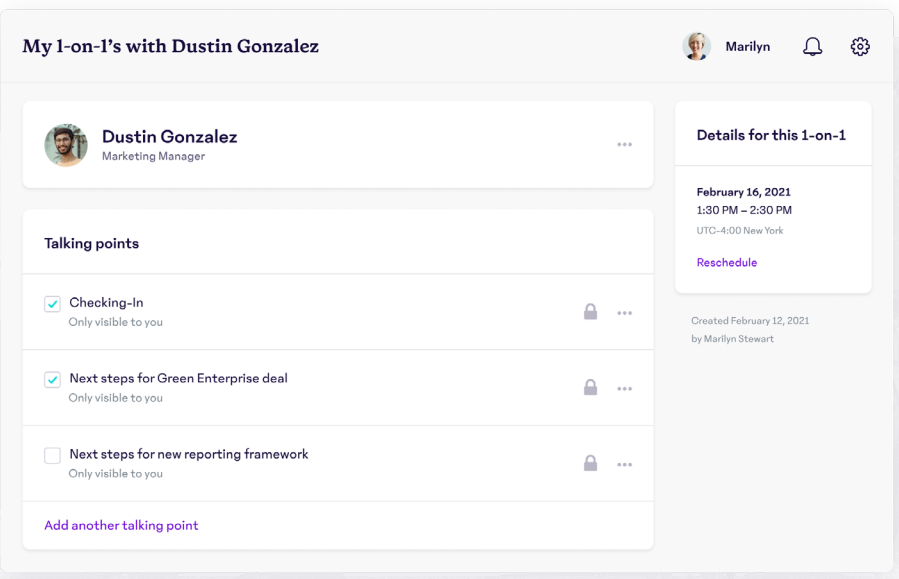 My 1-on-1's with Dustin Gonzalez
Marilyn
Dustin Gonzalez
Marketing Manager
Talking points
Checking-In
Only visible to you
Next steps for Green Enterprise deal
Only visible to you
Next steps for new reporting framework
Only visible to you
Add another talking point
Details for this 1-on-1
February 16, 2021
1:30 PM – 2:30 PM
UTC-4:00 New York
Reschedule
Created February 12, 2021
by Marilyn Stewart